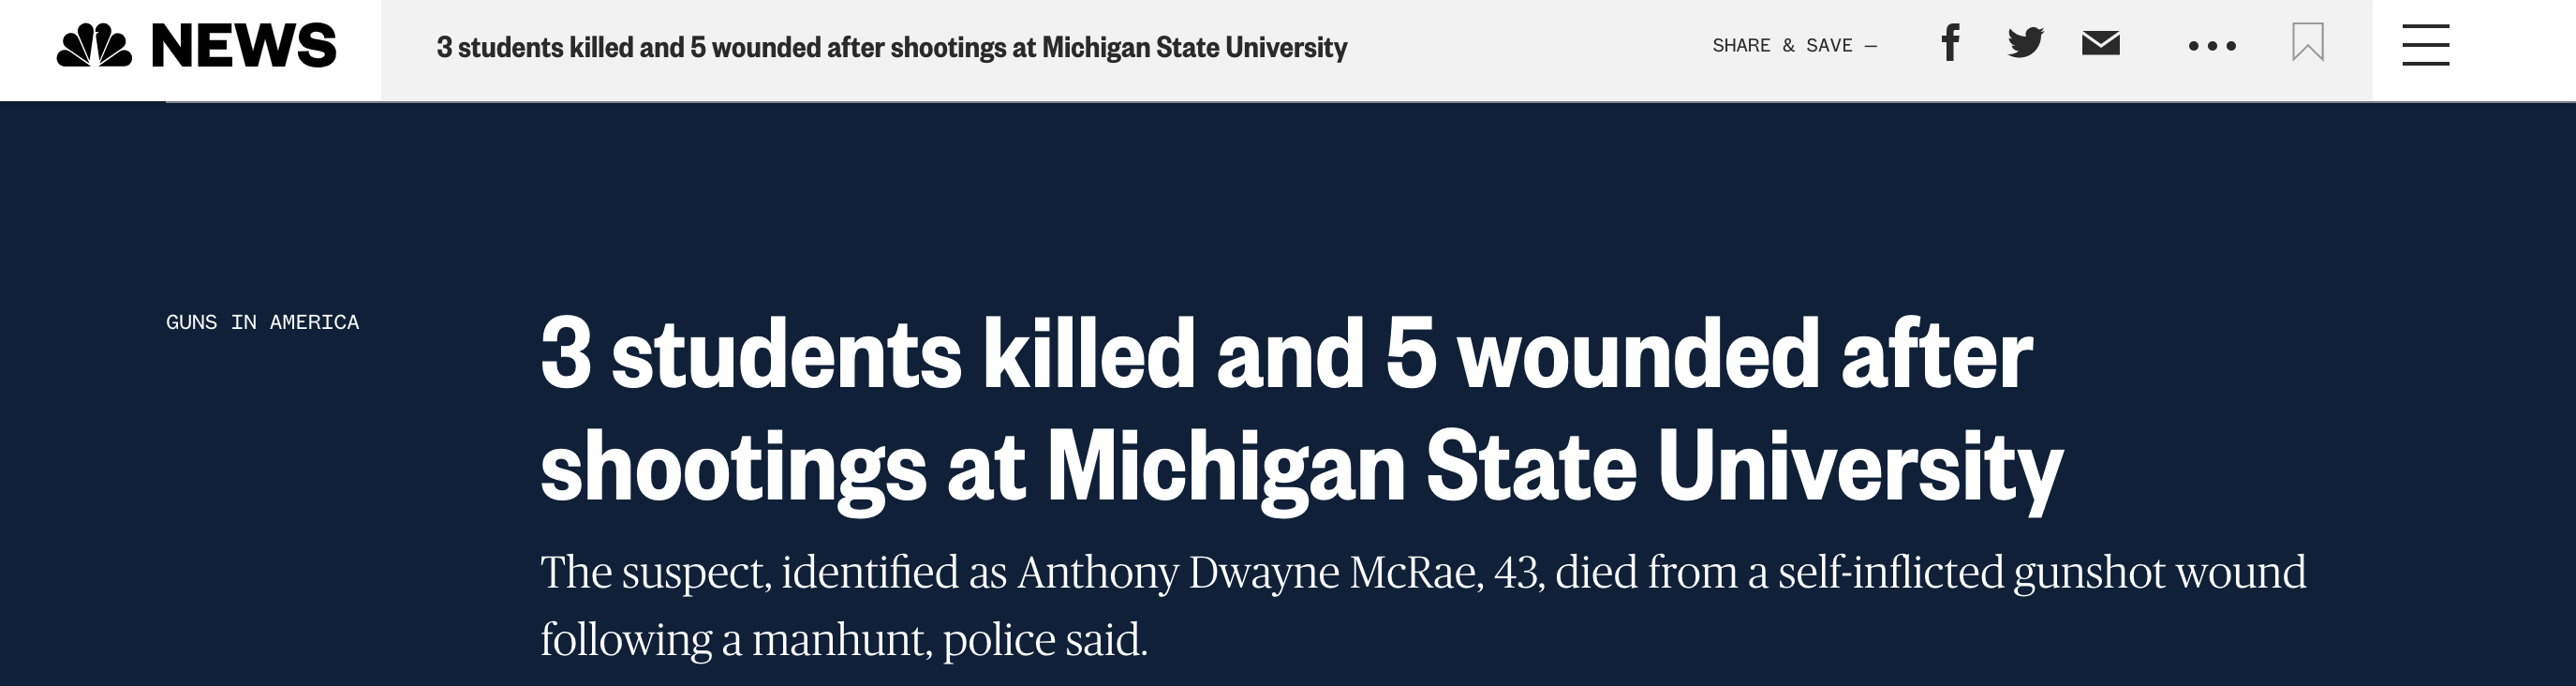 NEWS
3 students killed and 5 wounded after shootings at Michigan State University
SHARE & SAVE —
GUNS IN AMERICA
3 students killed and 5 wounded after
shootings at Michigan State University
The suspect, identified as Anthony Dwayne McRae, 43, died from a self-inflicted gunshot wound
following a manhunt, police said.